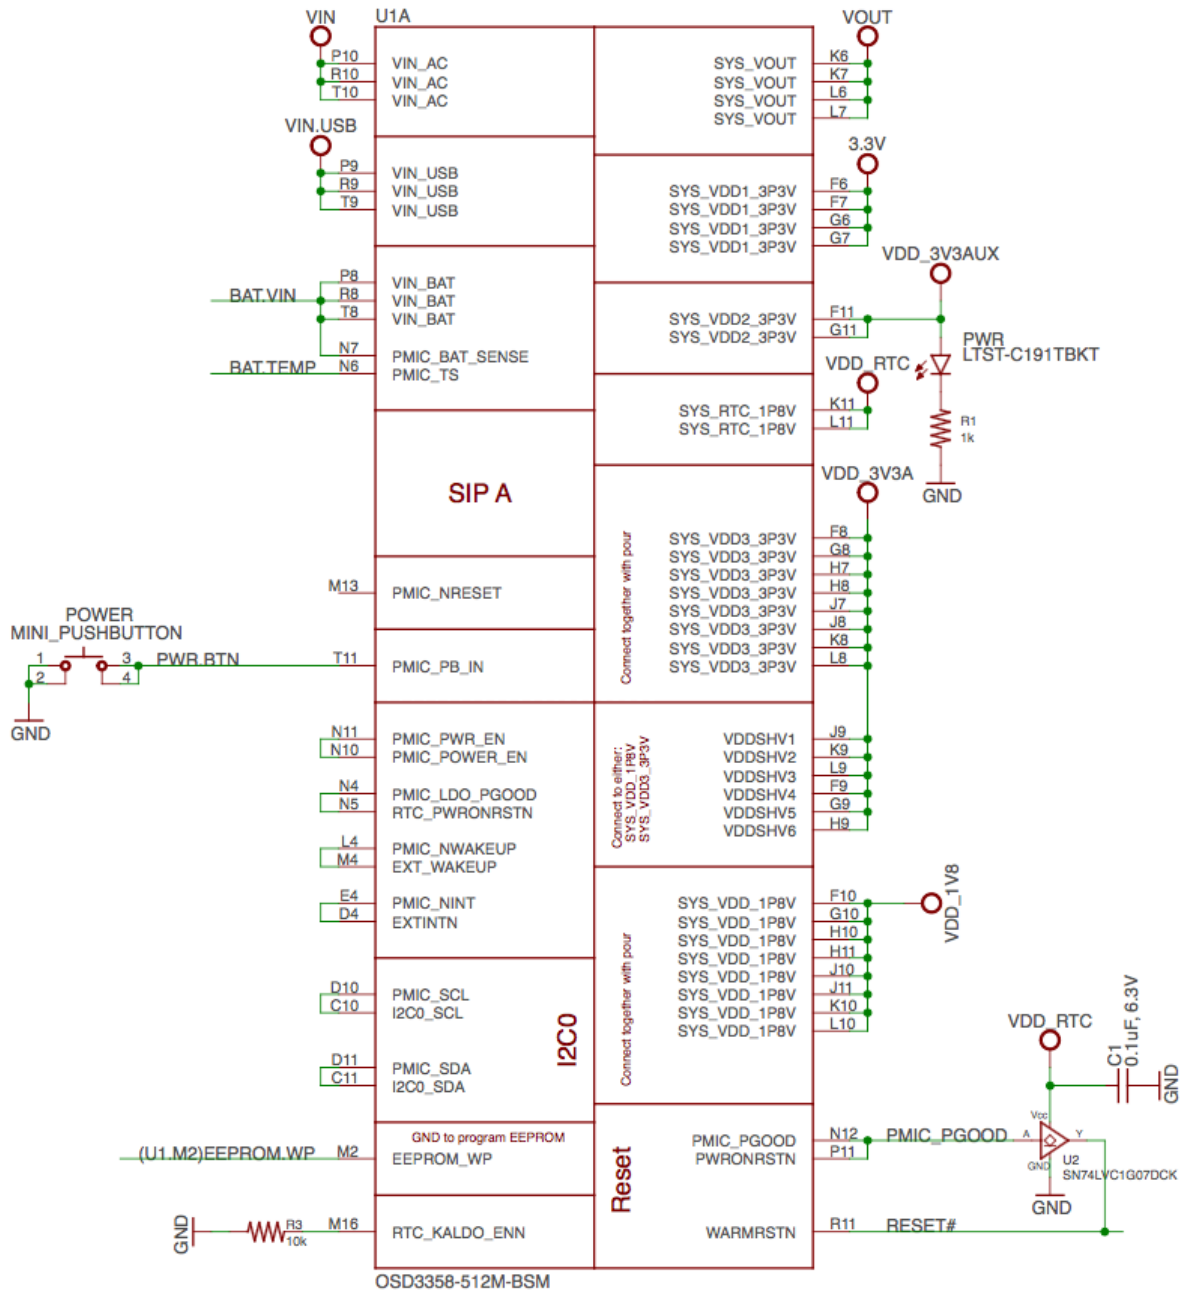 VIN
U1A
VOUT
P10 VIN_AC
R10 VIN_AC
T10 VIN_AC
SYS_VOUT K6
SYS_VOUT K7
SYS_VOUT L6
SYS_VOUT L7
VIN.USB
P9 VIN_USB
R9 VIN_USB
T9 VIN_USB
3.3V
SYS_VDD1_3P3V F6
SYS_VDD1_3P3V F7
SYS_VDD1_3P3V G6
SYS_VDD1_3P3V G7
BAT.VIN
P8 VIN_BAT
R8 VIN_BAT
T8 VIN_BAT
N7 PMIC_BAT_SENSE
BAT.TEMP N6 PMIC_TS
VDD_3V3AUX
SYS_VDD2_3P3V F11
SYS_VDD2_3P3V G11
PWR
LTST-C191TBKT
VDD_RTC
SYS_RTC_1P8V K11
SYS_RTC_1P8V L11
R1
1k
GND
SIP A
VDD_3V3A
Connect together with pour
SYS_VDD3_3P3V F8
SYS_VDD3_3P3V G8
SYS_VDD3_3P3V H7
SYS_VDD3_3P3V H8
SYS_VDD3_3P3V J7
SYS_VDD3_3P3V J8
SYS_VDD3_3P3V K8
SYS_VDD3_3P3V L8
M13 PMIC_NRESET
POWER
MINI_PUSHBUTTON
1 3 PWR.BTN T11 PMIC_PB_IN
2 4
GND
N11 PMIC_PWR_EN
N10 PMIC_POWER_EN
N4 PMIC_LDO_PGOOD
N5 RTC_PWRONRSTN
L4 PMIC_NWAKEUP
M4 EXT_WAKEUP
E4 PMIC_NINT
D4 EXTINTN
Connect to either:
SYS_VDD_1P8V
SYS_VDD3_3P3V
VDDSHV1 J9
VDDSHV2 K9
VDDSHV3 L9
VDDSHV4 F9
VDDSHV5 G9
VDDSHV6 H9
Connect together with pour
SYS_VDD_1P8V F10
SYS_VDD_1P8V G10
SYS_VDD_1P8V H10
SYS_VDD_1P8V H11
SYS_VDD_1P8V J10
SYS_VDD_1P8V J11
SYS_VDD_1P8V K10
SYS_VDD_1P8V L10
VDD_1V8
D10 PMIC_SCL
C10 I2C0_SCL
D11 PMIC_SDA
C11 I2C0_SDA
I2C0
VDD_RTC
C1
0.1uF, 6.3V
GND
GND to program EEPROM
(U1.M2)EEPROM.WP M2 EEPROM_WP
Reset
PMIC_PGOOD N12 PMIC_PGOOD
PWRONRSTN P11
A Vcc Y
GND
U2
SN74LVC1G07DCK
GND
GND R3 M16 RTC_KALDO_ENN
10k
WARMRSTN R11 RESET#
OSD3358-512M-BSM